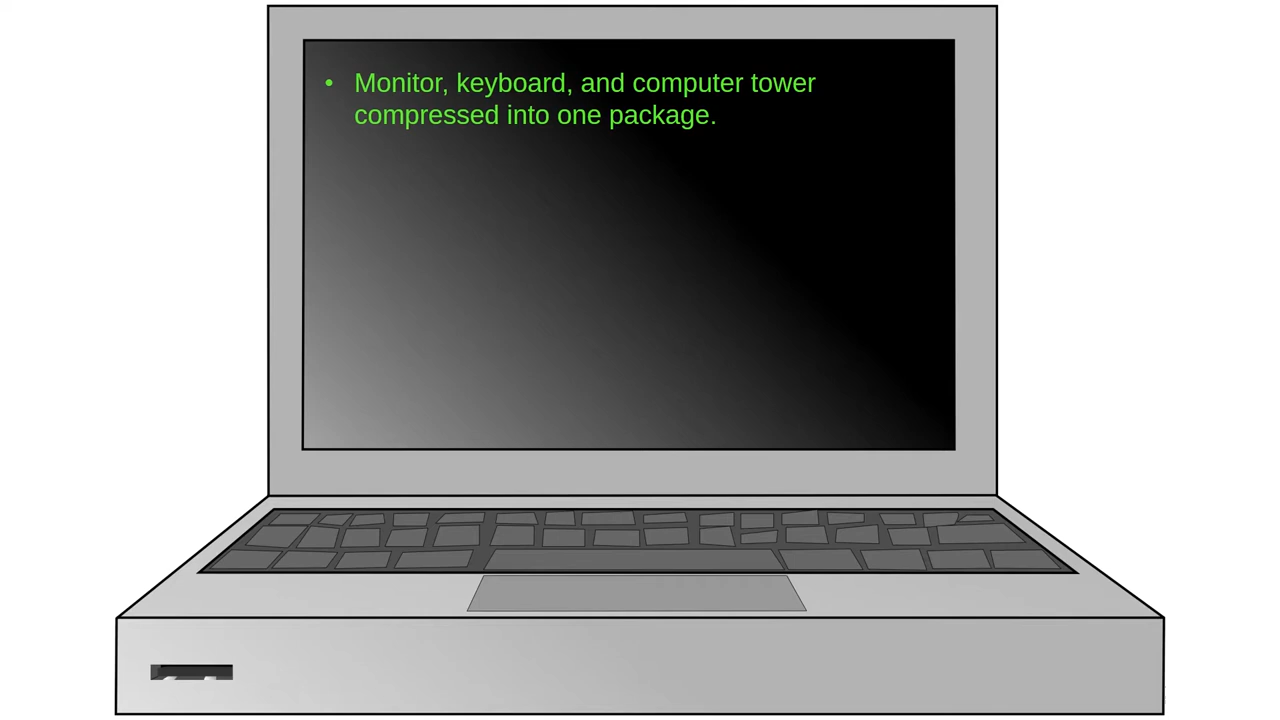 • Monitor, keyboard, and computer tower
compressed into one package.